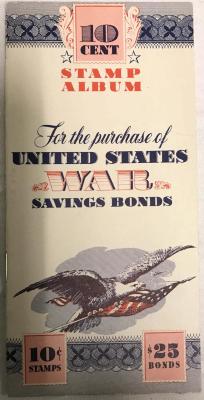 10
CENT
STAMP
ALBUM
For the purchase of
UNITED STATES
WAR
SAVINGS BONDS
10¢
STAMPS
$25
BONDS